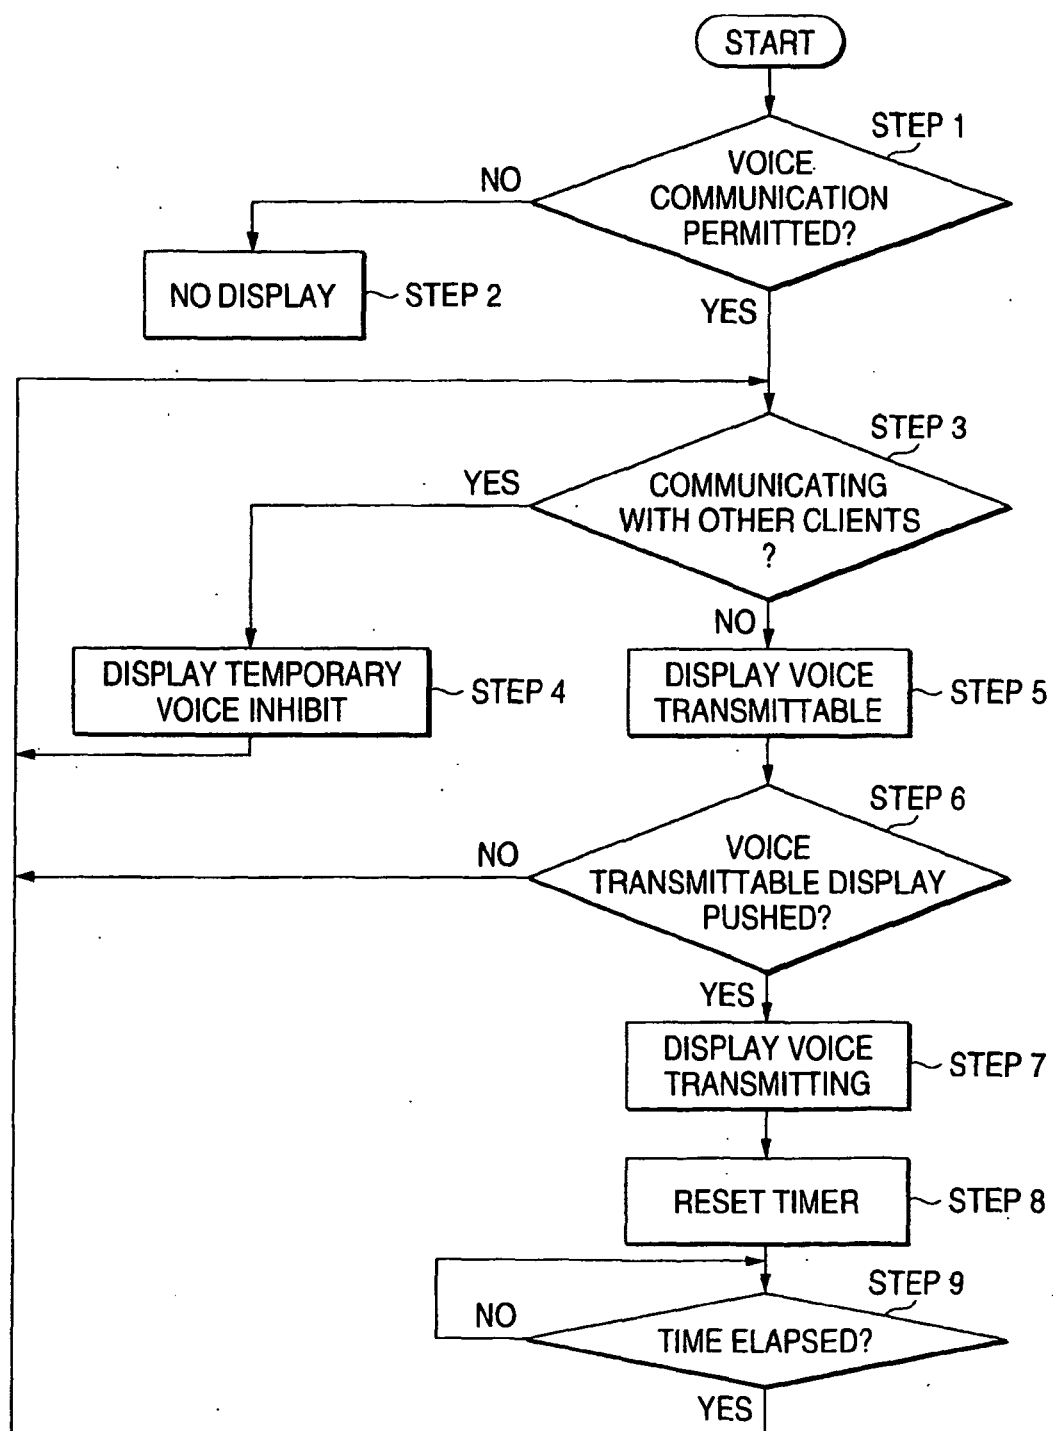 START
STEP 1
VOICE
COMMUNICATION
PERMITTED?
NO
NO DISPLAY
STEP 2
YES
STEP 3
COMMUNICATING
WITH OTHER CLIENTS
?
YES
NO
DISPLAY TEMPORARY
VOICE INHIBIT
STEP 4
DISPLAY VOICE
TRANSMITTABLE
STEP 5
STEP 6
VOICE
TRANSMITTABLE DISPLAY
PUSHED?
NO
YES
DISPLAY VOICE
TRANSMITTING
STEP 7
RESET TIMER
STEP 8
STEP 9
TIME ELAPSED?
NO
YES